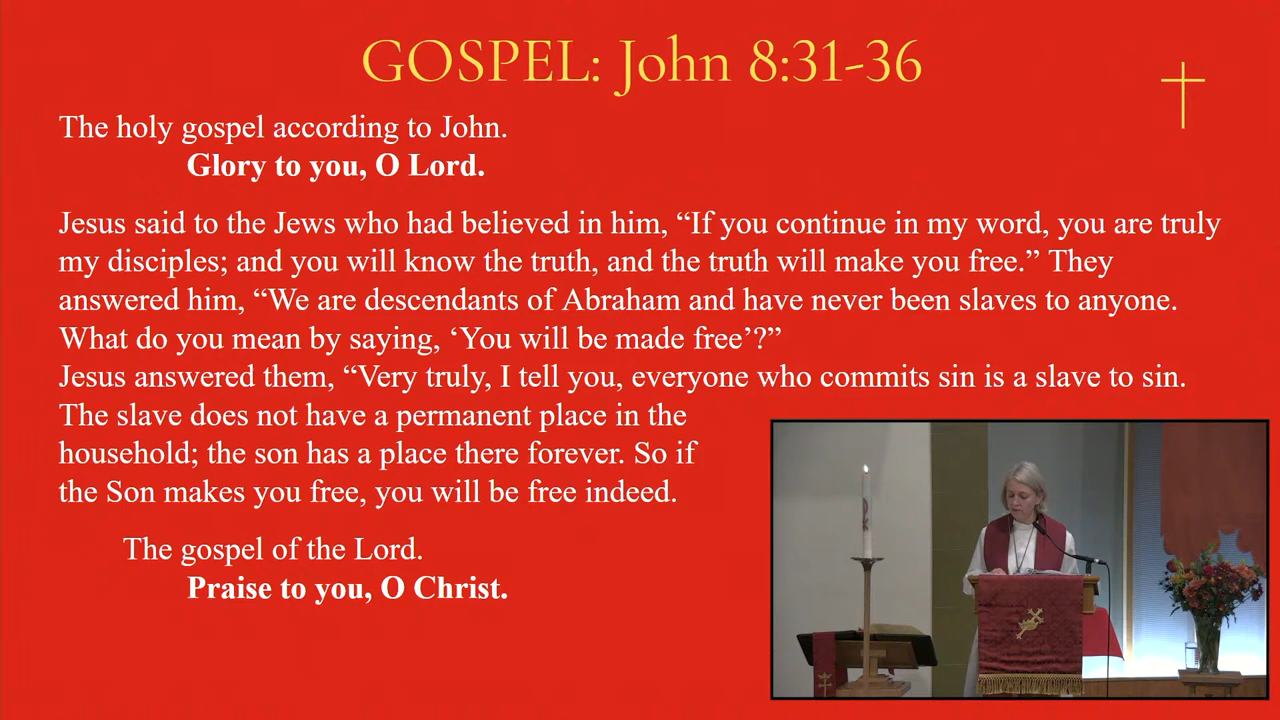 GOSPEL: John 8:31-36
The holy gospel according to John.
Glory to you, O Lord.
Jesus said to the Jews who had believed in him, “If you continue in my word, you are truly
my disciples; and you will know the truth, and the truth will make you free.” They
answered him, “We are descendants of Abraham and have never been slaves to anyone.
What do you mean by saying, ‘You will be made free’?”
Jesus answered them, “Very truly, I tell you, everyone who commits sin is a slave to sin.
The slave does not have a permanent place in the
household; the son has a place there forever. So if
the Son makes you free, you will be free indeed.
The gospel of the Lord.
Praise to you, O Christ.